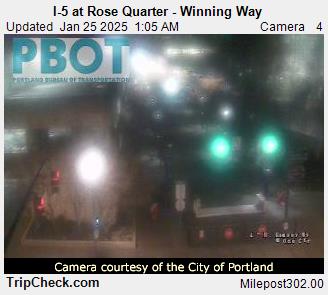 I-5 at Rose Quarter - Winning Way
Updated Jan 25 2025 1:05 AM Camera 4
PBOT
PORTLAND BUREAU OF TRANSPORTATION
Camera courtesy of the City of Portland
TripCheck.com Milepost302.00